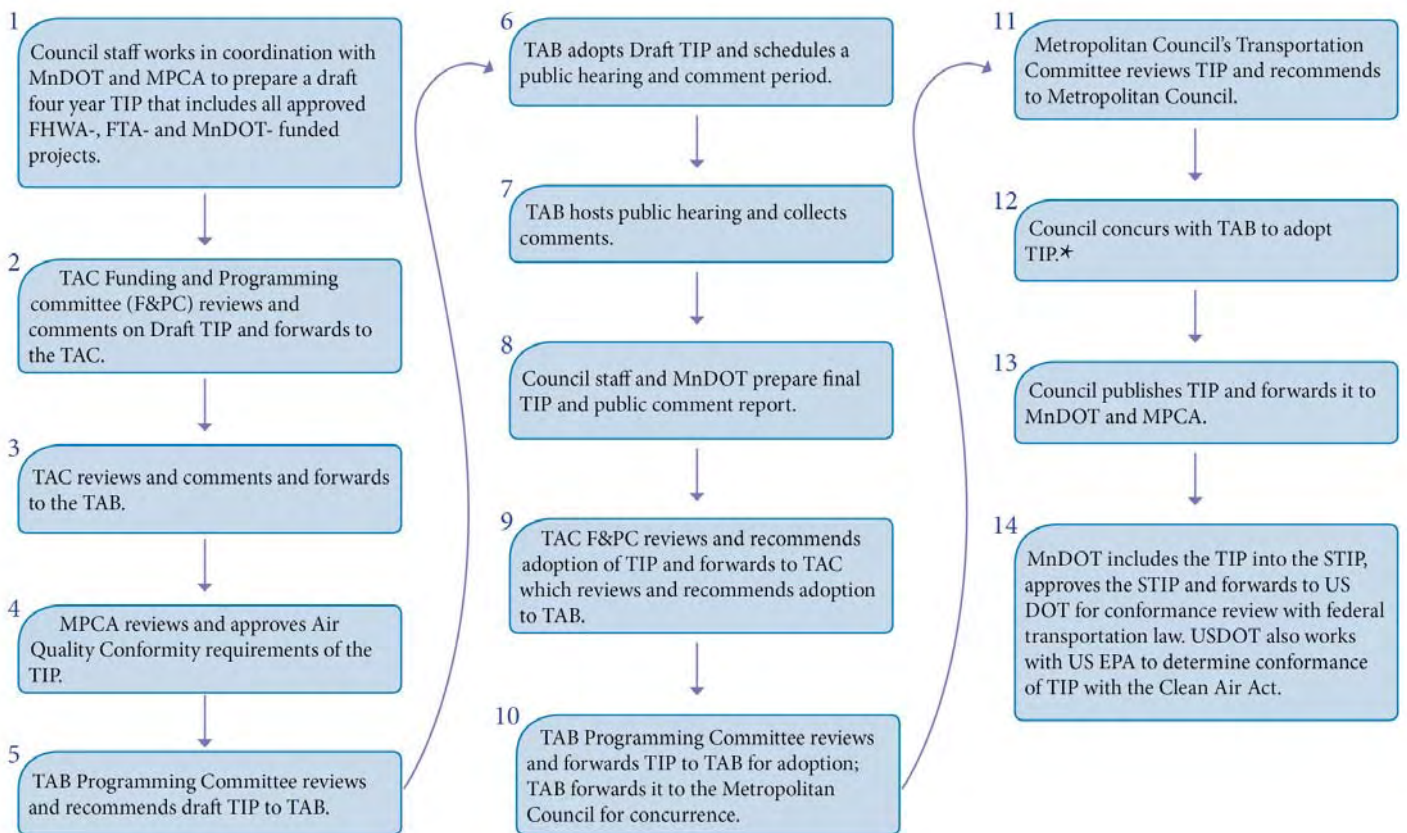 1
Council staff works in coordination with
MnDOT and MPCA to prepare a draft
four year TIP that includes all approved
FHWA-, FTA- and MnDOT- funded
projects.
2
TAC Funding and Programming
committee (F&PC) reviews and
comments on Draft TIP and forwards to
the TAC.
3
TAC reviews and comments and forwards
to the TAB.
4
MPCA reviews and approves Air
Quality Conformity requirements of the
TIP.
5
TAB Programming Committee reviews
and recommends draft TIP to TAB.
6
TAB adopts Draft TIP and schedules a
public hearing and comment period.
7
TAB hosts public hearing and collects
comments.
8
Council staff and MnDOT prepare final
TIP and public comment report.
9
TAC F&PC reviews and recommends
adoption of TIP and forwards to TAC
which reviews and recommends adoption
to TAB.
10
TAB Programming Committee reviews
and forwards TIP to TAB for adoption;
TAB forwards it to the Metropolitan
Council for concurrence.
11
Metropolitan Council's Transportation
Committee reviews TIP and recommends
to Metropolitan Council.
12
Council concurs with TAB to adopt
TIP.*
13
Council publishes TIP and forwards it to
MnDOT and MPCA.
14
MnDOT includes the TIP into the STIP,
approves the STIP and forwards to US
DOT for conformance review with federal
transportation law. USDOT also works
with US EPA to determine conformance
of TIP with the Clean Air Act.